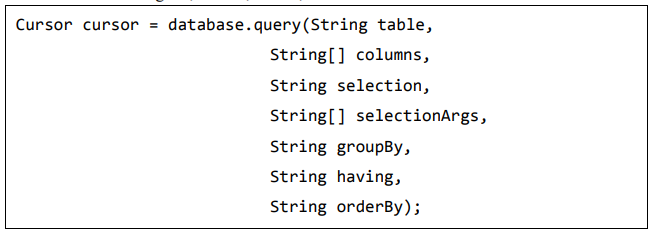 Cursor cursor = database.query(String table,
String[] columns,
String selection,
String[] selectionArgs,
String groupBy,
String having,
String orderBy);